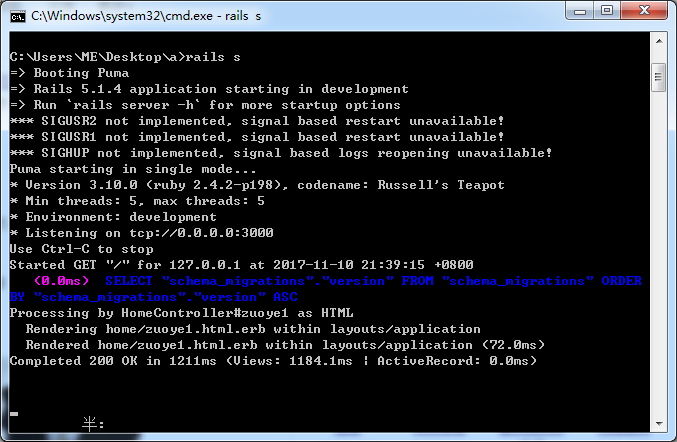 C:\Windows\system32\cmd.exe - rails  s
C:\Users\ME\Desktop\a>rails s
=> Booting Puma
=> Rails 5.1.4 application starting in development
=> Run `rails server -h` for more startup options
*** SIGUSR2 not implemented, signal based restart unavailable!
*** SIGUSR1 not implemented, signal based restart unavailable!
*** SIGHUP not implemented, signal based logs reopening unavailable!
Puma starting in single mode...
* Version 3.10.0 (ruby 2.4.2-p198), codename: Russell's Teapot
* Min threads: 5, max threads: 5
* Environment: development
* Listening on tcp://0.0.0.0:3000
Use Ctrl-C to stop
Started GET "/" for 127.0.0.1 at 2017-11-10 21:39:15 +0800
   (0.0ms)  SELECT "schema_migrations"."version" FROM "schema_migrations" ORDER
BY "schema_migrations"."version" ASC
Processing by HomeController#zuoye1 as HTML
  Rendering home/zuoye1.html.erb within layouts/application
  Rendered home/zuoye1.html.erb within layouts/application (72.0ms)
Completed 200 OK in 1211ms (Views: 1184.1ms | ActiveRecord: 0.0ms)
半: